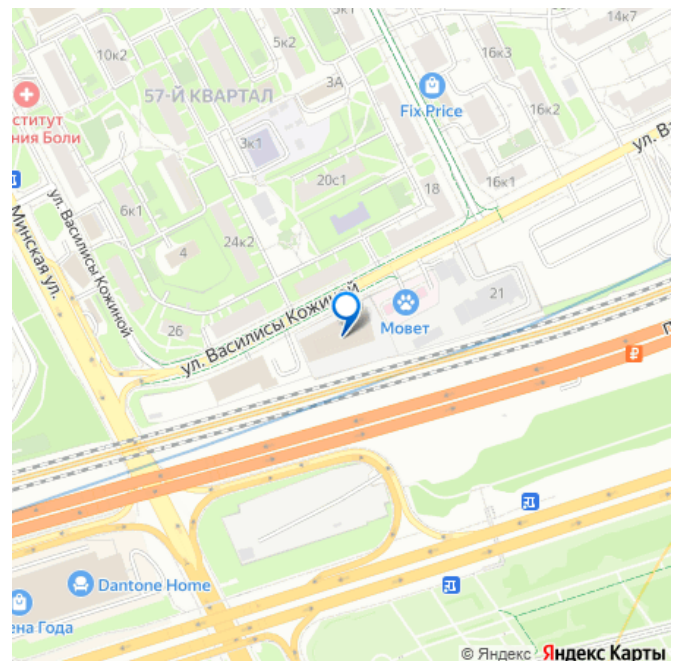 5к1
14к7
10к2
5к2
16к3
3А
57-Й КВАРТАЛ
Fix Price
16к2
ститут
ния Боли
3к1
ул. В
20с1
18
16к1
ул. Василисы Кожиной
6к1
24к2
Минская ул.
4
21
26
ул. Василисы Кожиной
Мовет
П
₽
Dantone Home
ена Года
© Яндекс Яндекс Карты